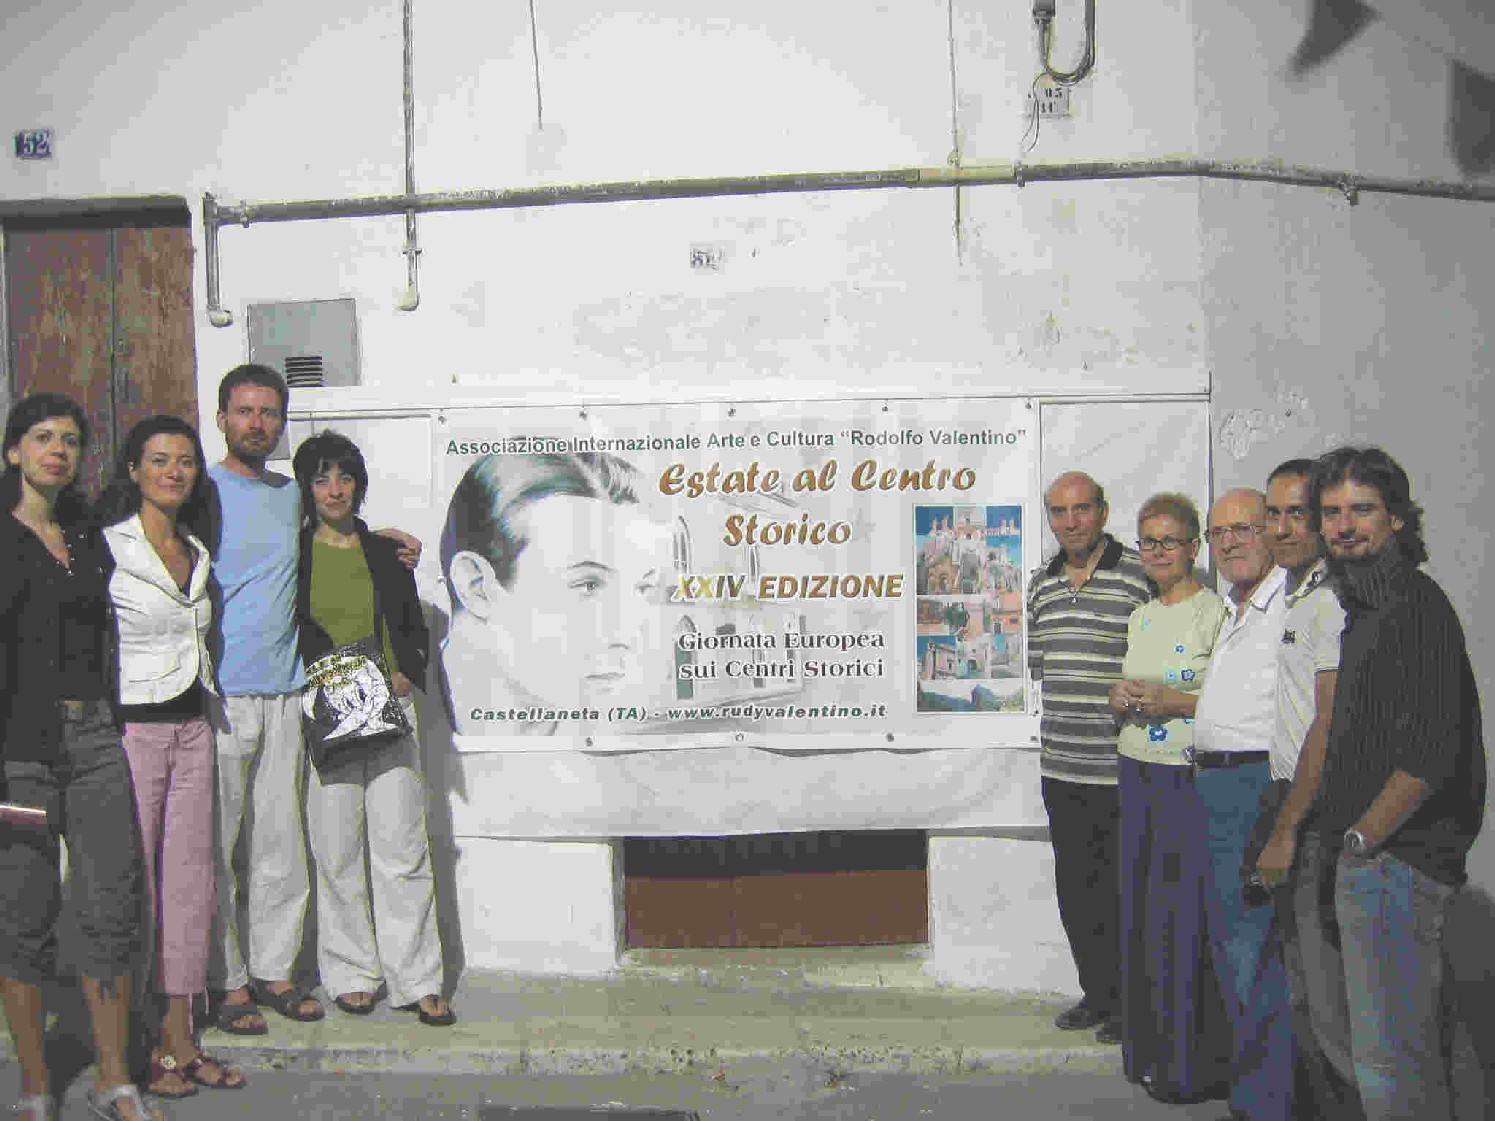 52
51
Associazione Internazionale Arte e Cultura "Rodolfo Valentino"
Estate al Centro
Storico
XXIV EDIZIONE
Giornata Europea
sui Centri Storici
Castellaneta (TA) - www.rudyvalentino.it